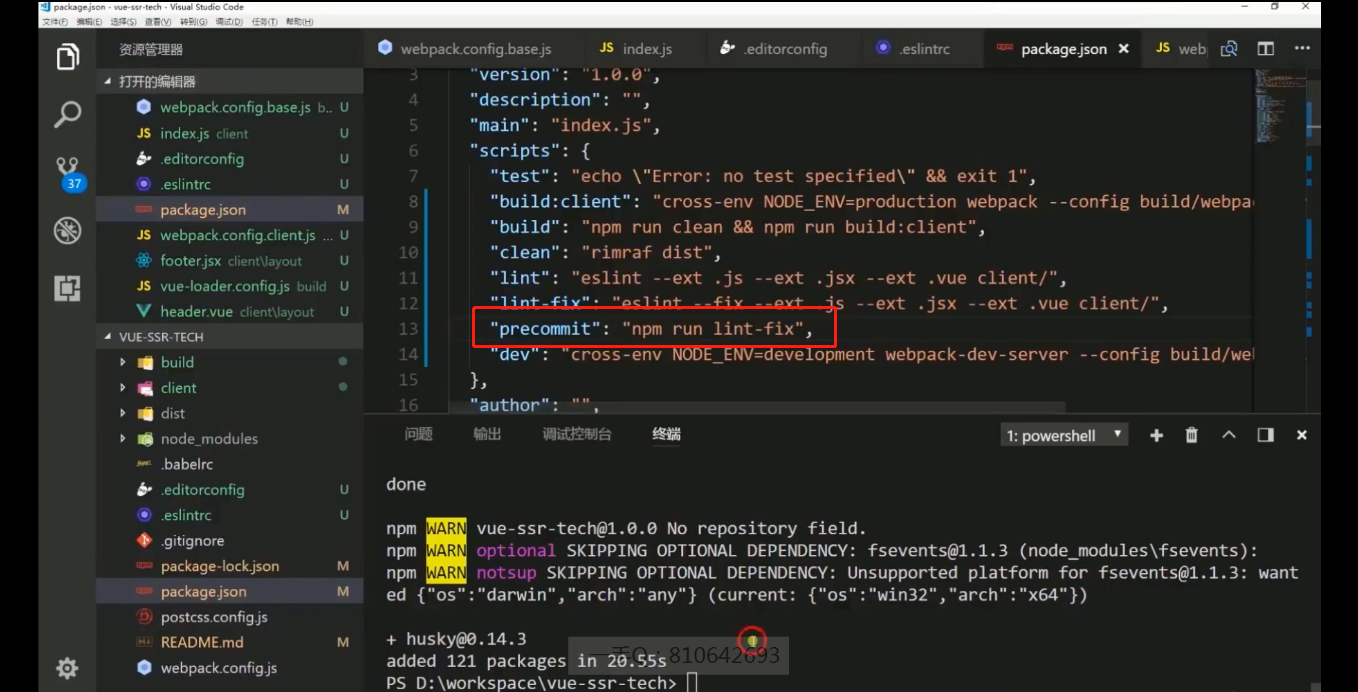 package.json - vue-ssr-tech - Visual Studio Code
文件(F) 编辑(E) 选择(S) 查看(V) 转到(G) 调试(D) 任务(T) 帮助(H)
资源管理器
webpack.config.base.js
JS index.js
.editorconfig
.eslintrc
package.json
JS web
打开的编辑器
webpack.config.base.js b... U
JS index.js client U
.editorconfig U
.eslintrc U
package.json M
JS webpack.config.client.js ... U
footer.jsx client\layout U
JS vue-loader.config.js build U
header.vue client\layout U
37
VUE-SSR-TECH
build
client
dist
node_modules
.babelrc
.editorconfig U
.eslintrc U
.gitignore
package-lock.json M
package.json M
postcss.config.js
README.md M
webpack.config.js
3 "version": "1.0.0",
4 "description": "",
5 "main": "index.js",
6 "scripts": {
7 "test": "echo \"Error: no test specified\" && exit 1",
8 "build:client": "cross-env NODE_ENV=production webpack --config build/webpa
9 "build": "npm run clean && npm run build:client",
10 "clean": "rimraf dist",
11 "lint": "eslint --ext .js --ext .jsx --ext .vue client/",
12 "lint-fix": "eslint --fix --ext .js --ext .jsx --ext .vue client/",
13 "precommit": "npm run lint-fix",
14 "dev": "cross-env NODE_ENV=development webpack-dev-server --config build/we
15 },
16 "author": "",
问题 输出 调试控制台 终端
1: powershell
done
npm WARN vue-ssr-tech@1.0.0 No repository field.
npm WARN optional SKIPPING OPTIONAL DEPENDENCY: fsevents@1.1.3 (node_modules\fsevents):
npm WARN notsup SKIPPING OPTIONAL DEPENDENCY: Unsupported platform for fsevents@1.1.3: want
ed {"os":"darwin","arch":"any"} (current: {"os":"win32","arch":"x64"})
+ husky@0.14.3
added 121 packages in 20.55s
PS D:\workspace\vue-ssr-tech>
一手Q：810642693